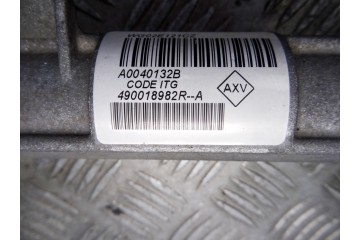 A0040132B
CODE ITG
490018982R--A
AXV